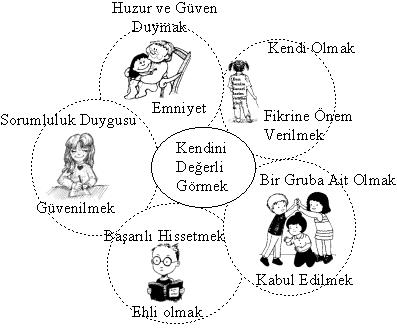 Huzur ve Güven
Duymak
Emniyet
Kendi Olmak
Fikrine Önem
Verilmek
Sorumluluk Duygusu
Güvenilmek
Kendini
Değerli
Görmek
Bir Gruba Ait Olmak
Kabul Edilmek
Başarılı Hissetmek
Ehli olmak